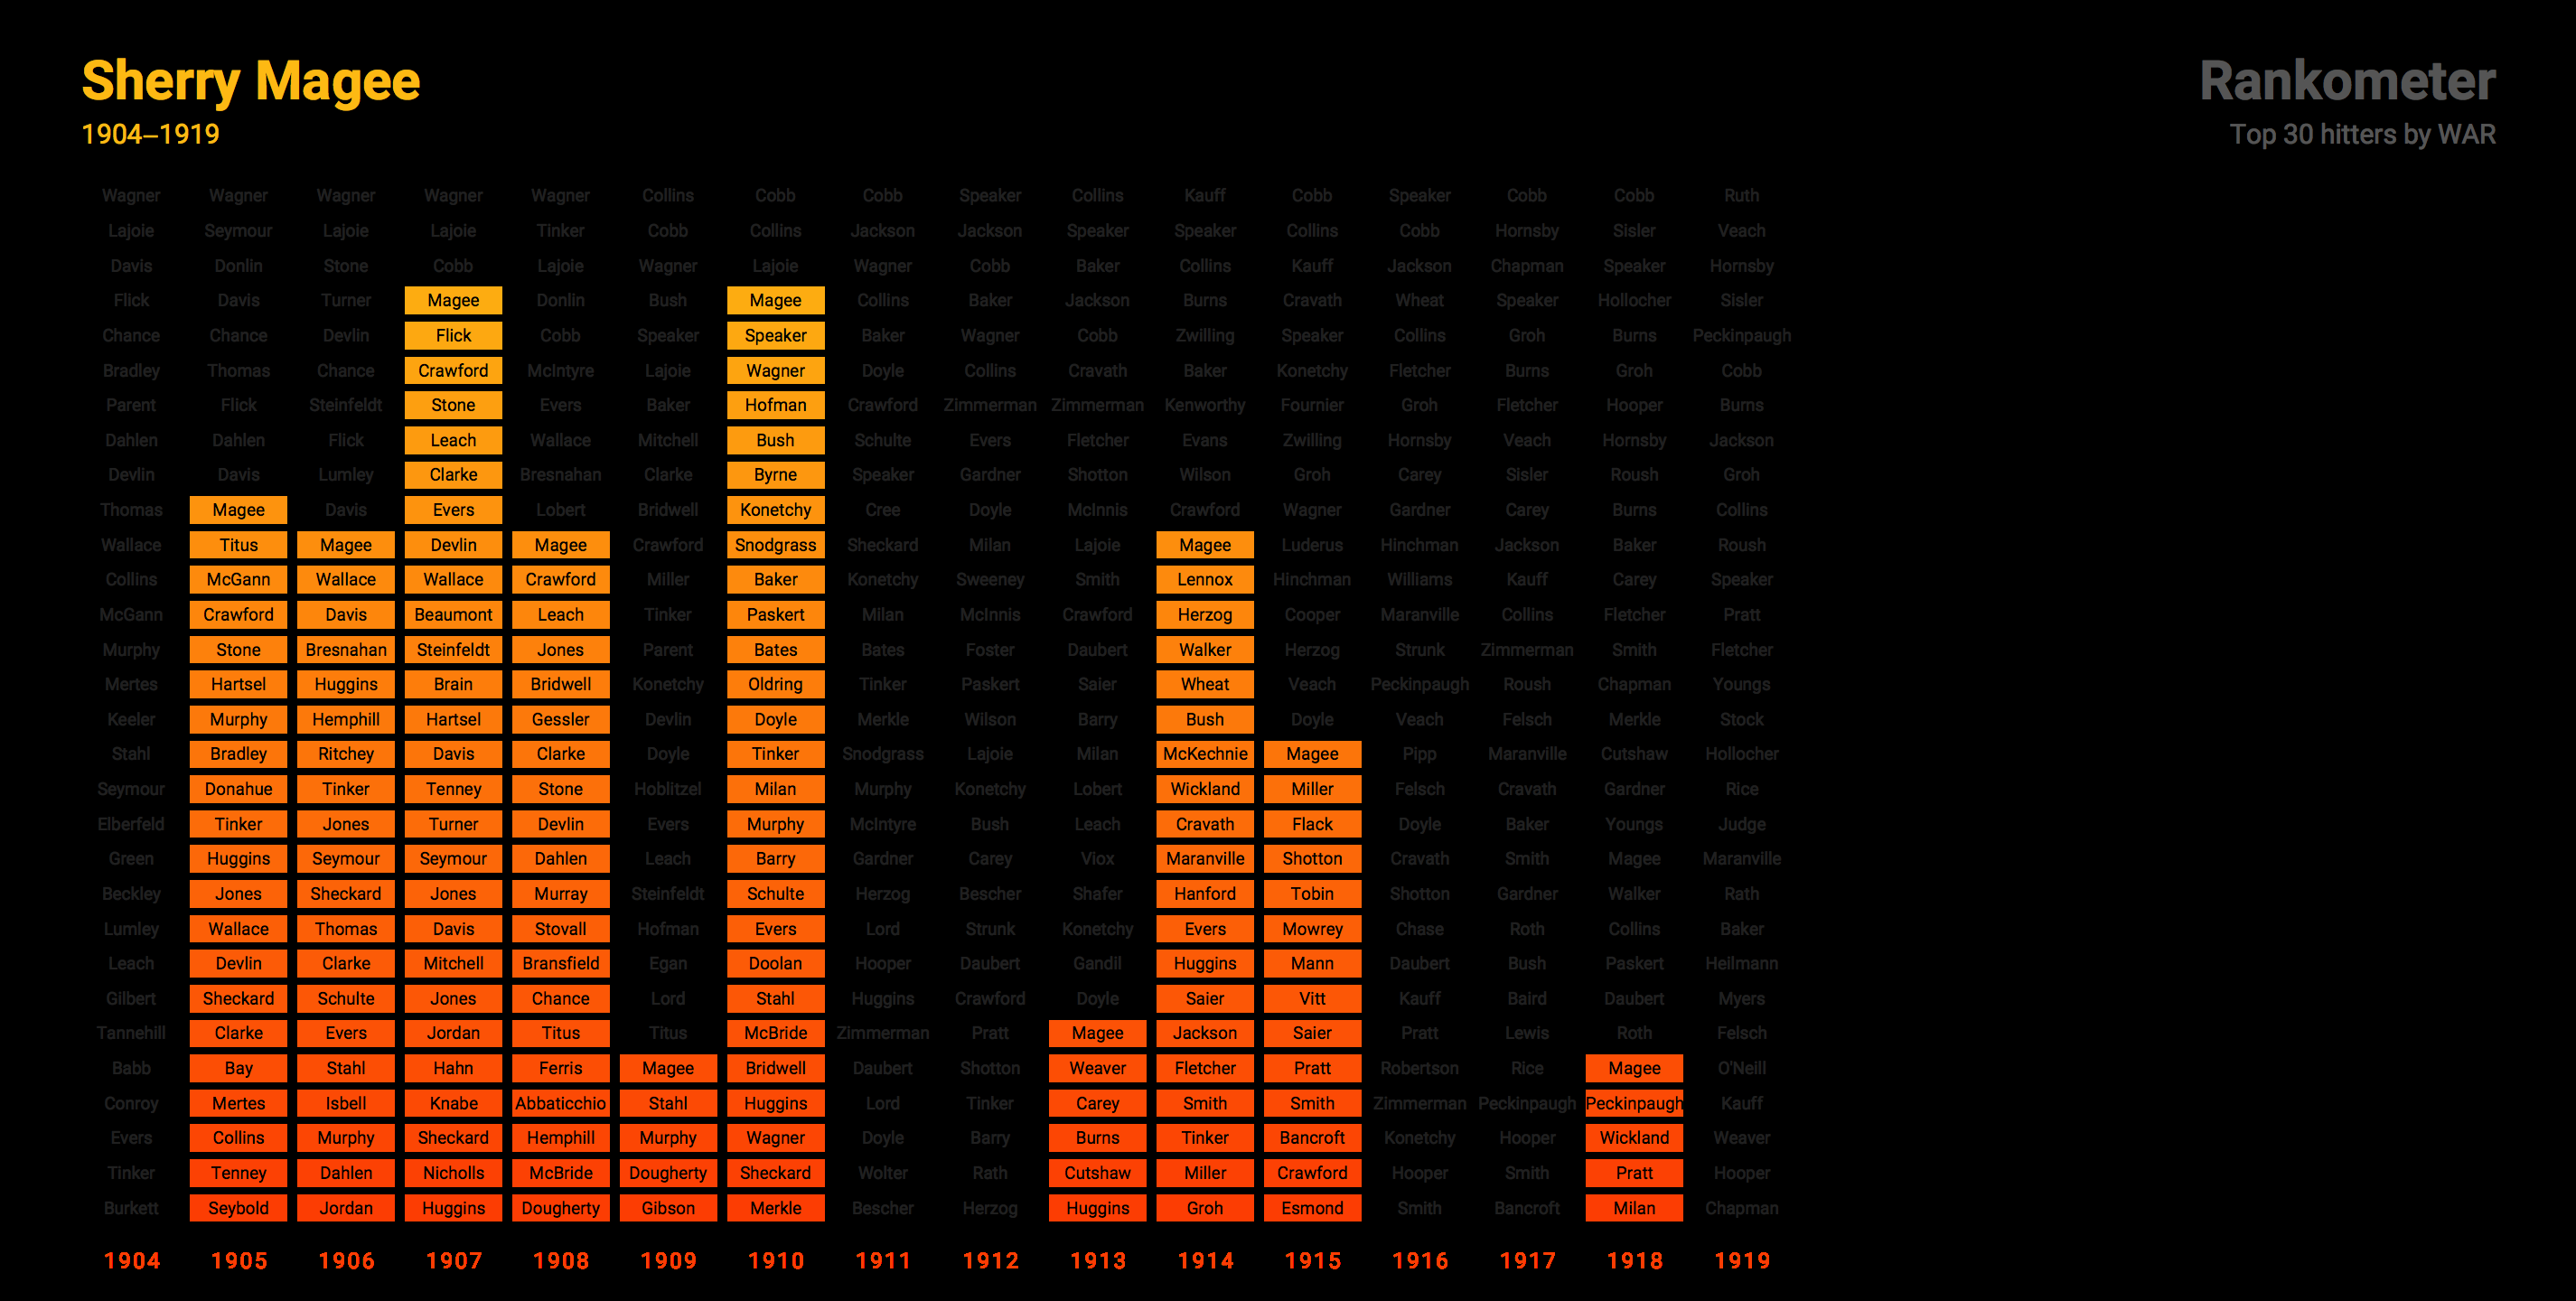 Sherry Magee
1904–1919
Rankometer
Top 30 hitters by WAR
Wagner Wagner Wagner Wagner Wagner Collins Cobb Cobb Speaker Collins Kauff Cobb Speaker Cobb Cobb Ruth
Lajoie Seymour Lajoie Lajoie Tinker Cobb Collins Jackson Jackson Speaker Speaker Collins Cobb Hornsby Sisler Veach
Davis Donlin Stone Cobb Lajoie Wagner Lajoie Wagner Cobb Baker Collins Kauff Jackson Chapman Speaker Hornsby
Flick Davis Turner Magee Donlin Bush Magee Collins Baker Jackson Burns Cravath Wheat Speaker Hollocher Sisler
Chance Chance Devlin Flick Cobb Speaker Speaker Baker Wagner Cobb Zwilling Speaker Collins Groh Burns Peckinpaugh
Bradley Thomas Chance Crawford McIntyre Lajoie Wagner Doyle Collins Cravath Baker Konetchy Fletcher Burns Groh Cobb
Parent Flick Steinfeldt Stone Evers Baker Hofman Crawford Zimmerman Zimmerman Kenworthy Fournier Groh Fletcher Hooper Burns
Dahlen Dahlen Flick Leach Wallace Mitchell Bush Schulte Evers Fletcher Evans Zwilling Hornsby Veach Hornsby Jackson
Devlin Davis Lumley Clarke Bresnahan Clarke Byrne Speaker Gardner Shotton Wilson Groh Carey Sisler Roush Groh
Thomas Magee Davis Evers Lobert Bridwell Konetchy Cree Doyle McInnis Crawford Wagner Gardner Carey Burns Collins
Wallace Titus Magee Devlin Magee Crawford Snodgrass Sheckard Milan Lajoie Magee Luderus Hinchman Jackson Baker Roush
Collins McGann Wallace Wallace Crawford Miller Baker Konetchy Sweeney Smith Lennox Hinchman Williams Kauff Carey Speaker
McGann Crawford Davis Beaumont Leach Tinker Paskert Milan McInnis Crawford Herzog Cooper Maranville Collins Fletcher Pratt
Murphy Stone Bresnahan Steinfeldt Jones Parent Bates Bates Foster Daubert Walker Herzog Strunk Zimmerman Smith Fletcher
Mertes Hartsel Huggins Brain Bridwell Konetchy Oldring Tinker Paskert Saier Wheat Veach Peckinpaugh Roush Chapman Youngs
Keeler Murphy Hemphill Hartsel Gessler Devlin Doyle Merkle Wilson Barry Bush Doyle Veach Felsch Merkle Stock
Stahl Bradley Ritchey Davis Clarke Doyle Tinker Snodgrass Lajoie Milan McKechnie Magee Pipp Maranville Cutshaw Hollocher
Seymour Donahue Tinker Tenney Stone Hoblitzel Milan Murphy Konetchy Lobert Wickland Miller Felsch Cravath Gardner Rice
Elberfeld Tinker Jones Turner Devlin Evers Murphy McIntyre Bush Leach Cravath Flack Doyle Baker Youngs Judge
Green Huggins Seymour Seymour Dahlen Leach Barry Gardner Carey Viox Maranville Shotton Cravath Smith Magee Maranville
Beckley Jones Sheckard Jones Murray Steinfeldt Schulte Herzog Bescher Shafer Hanford Tobin Shotton Gardner Walker Rath
Lumley Wallace Thomas Davis Stovall Hofman Evers Lord Strunk Konetchy Evers Mowrey Chase Roth Collins Baker
Leach Devlin Clarke Mitchell Bransfield Egan Doolan Hooper Daubert Gandil Huggins Mann Daubert Bush Paskert Heilmann
Gilbert Sheckard Schulte Jones Chance Lord Stahl Huggins Crawford Doyle Saier Vitt Kauff Baird Daubert Myers
Tannehill Clarke Evers Jordan Titus Titus McBride Zimmerman Pratt Magee Jackson Saier Pratt Lewis Roth Felsch
Babb Bay Stahl Hahn Ferris Magee Bridwell Daubert Shotton Weaver Fletcher Pratt Robertson Rice Magee O'Neill
Conroy Mertes Isbell Knabe Abbaticchio Stahl Huggins Lord Tinker Carey Smith Smith Zimmerman Peckinpaugh Peckinpaugh Kauff
Evers Collins Murphy Sheckard Hemphill Murphy Wagner Doyle Barry Burns Tinker Bancroft Konetchy Hooper Wickland Weaver
Tinker Tenney Dahlen Nicholls McBride Dougherty Sheckard Wolter Rath Cutshaw Miller Crawford Hooper Smith Pratt Hooper
Burkett Seybold Jordan Huggins Dougherty Gibson Merkle Bescher Herzog Huggins Groh Esmond Smith Bancroft Milan Chapman
1904 1905 1906 1907 1908 1909 1910 1911 1912 1913 1914 1915 1916 1917 1918 1919